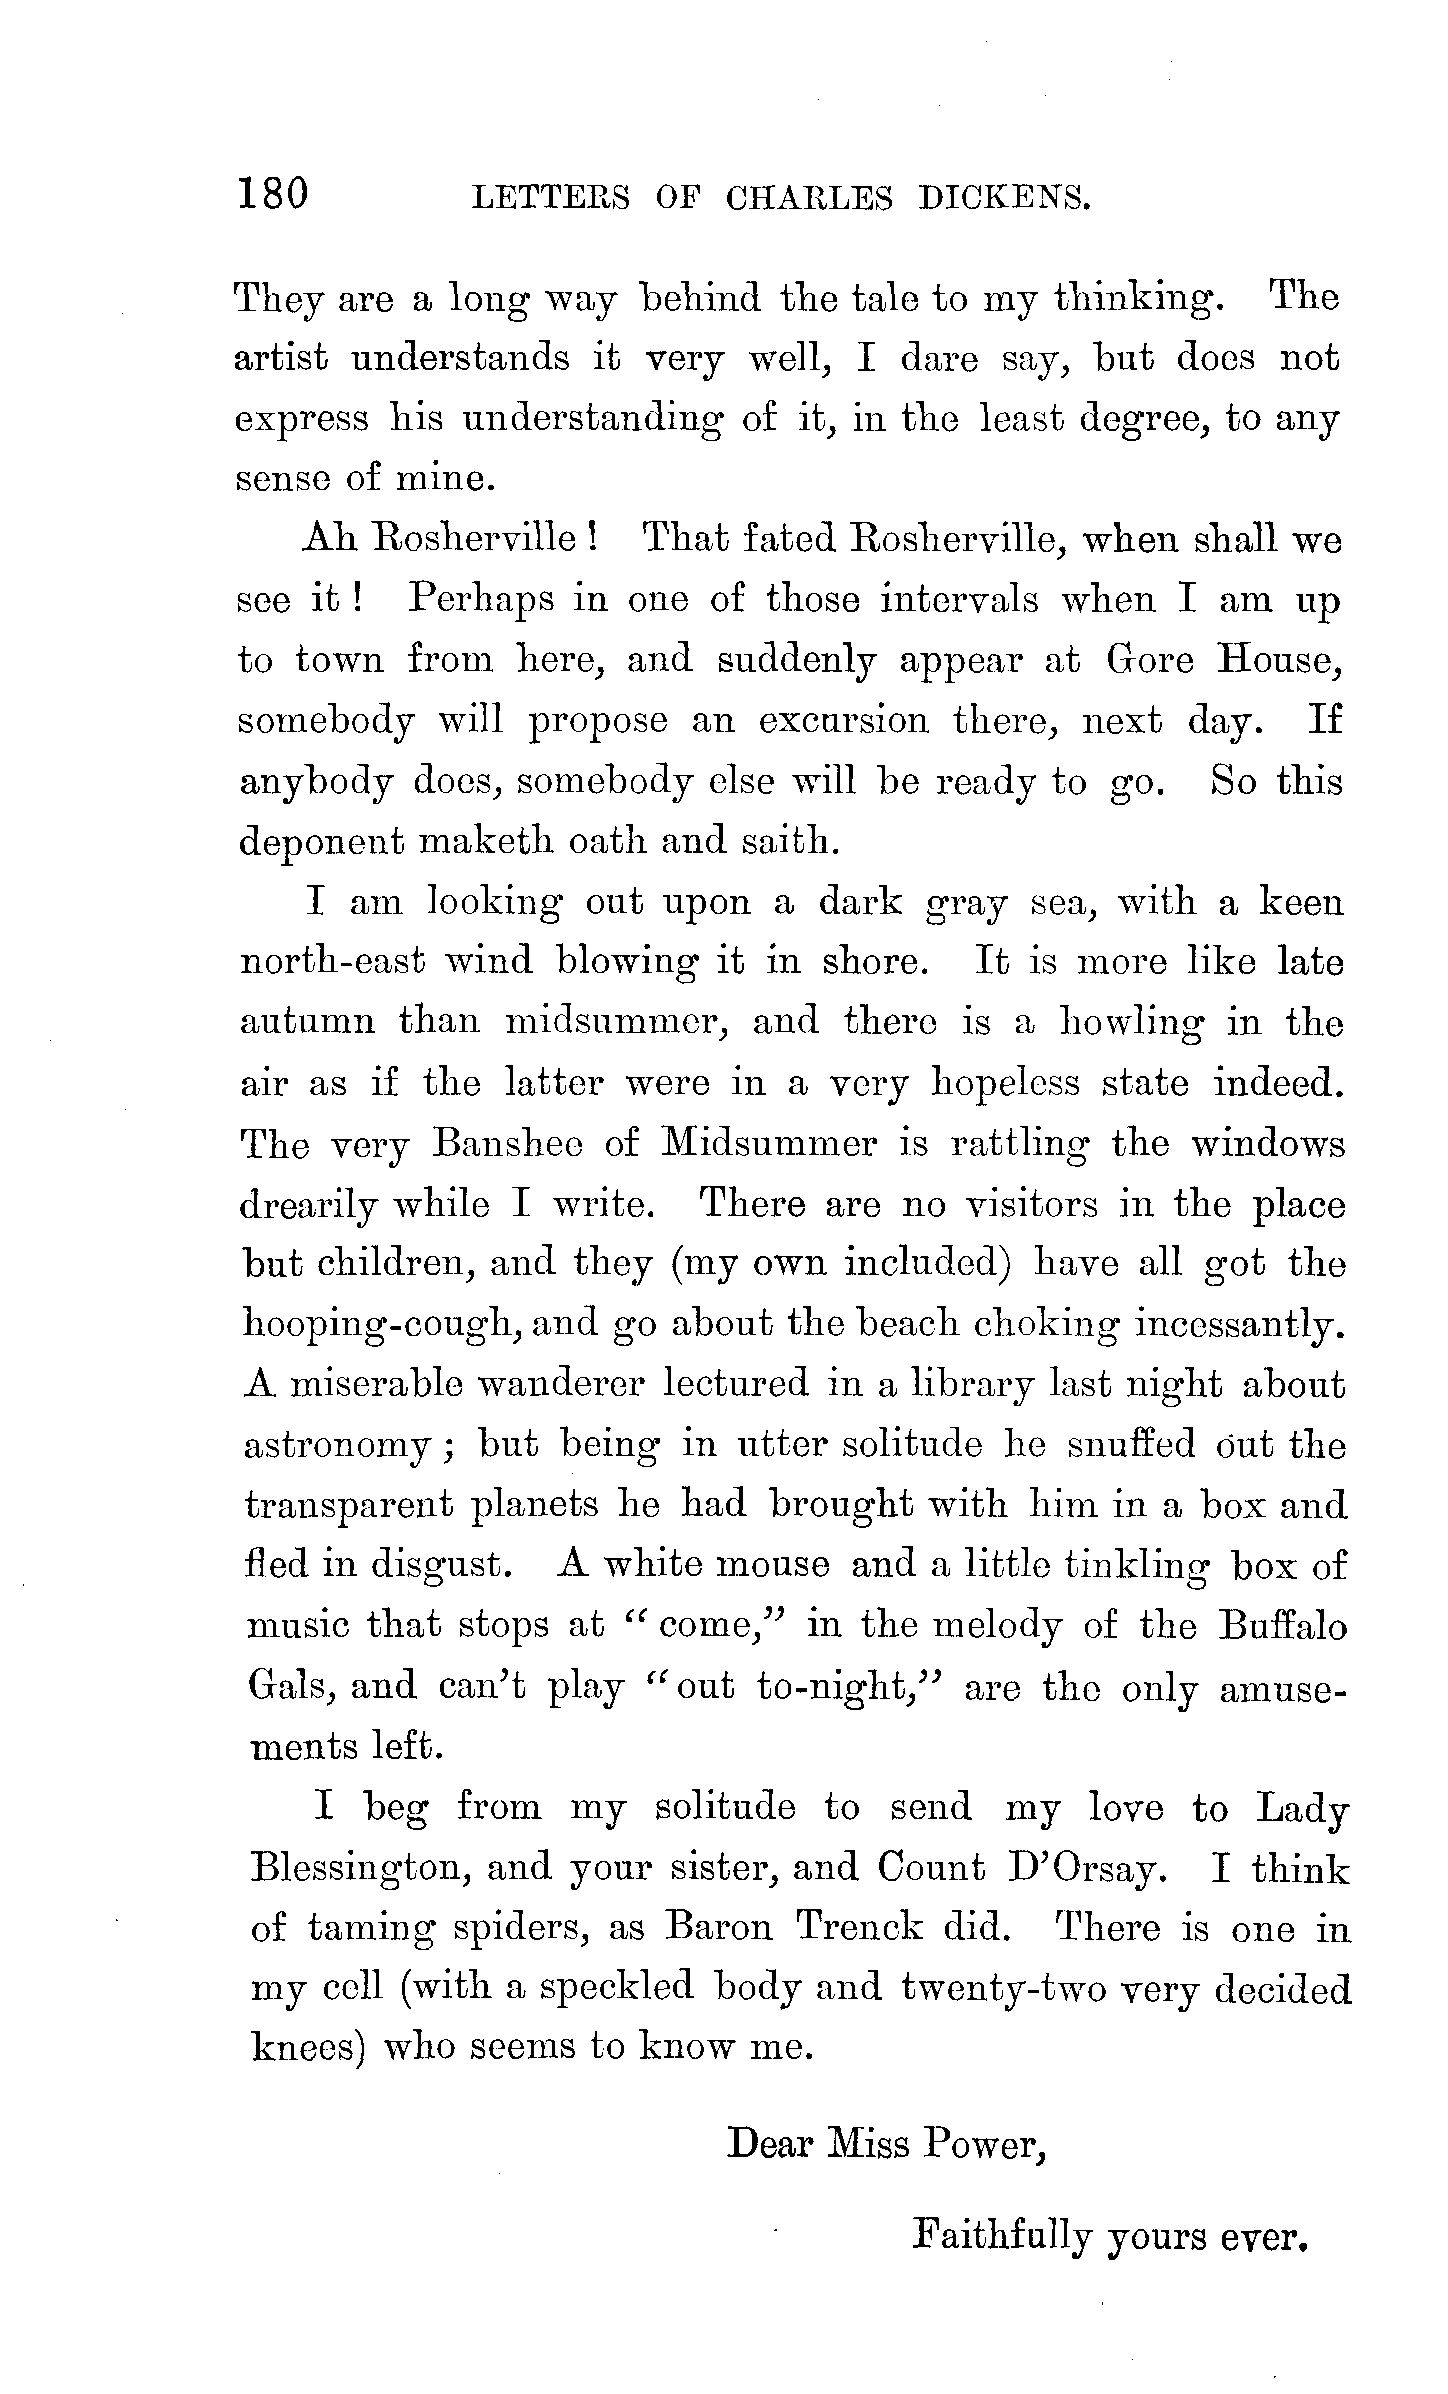 180 LETTERS OF CHARLES DICKENS.
They are a long way behind the tale to my thinking. The
artist understands it very well, I dare say, but does not
express his understanding of it, in the least degree, to any
sense of mine.
Ah Rosherville! That fated Rosherville, when shall we
see it! Perhaps in one of those intervals when I am up
to town from here, and suddenly appear at Gore House,
somebody will propose an excursion there, next day. If
anybody does, somebody else will be ready to go. So this
deponent maketh oath and saith.
I am looking out upon a dark gray sea, with a keen
north-east wind blowing it in shore. It is more like late
autumn than midsummer, and there is a howling in the
air as if the latter were in a very hopeless state indeed.
The very Banshee of Midsummer is rattling the windows
drearily while I write. There are no visitors in the place
but children, and they (my own included) have all got the
hooping-cough, and go about the beach choking incessantly.
A miserable wanderer lectured in a library last night about
astronomy; but being in utter solitude he snuffed out the
transparent planets he had brought with him in a box and
fled in disgust. A white mouse and a little tinkling box of
music that stops at "come," in the melody of the Buffalo
Gals, and can't play "out to-night," are the only amuse-
ments left.
I beg from my solitude to send my love to Lady
Blessington, and your sister, and Count D'Orsay. I think
of taming spiders, as Baron Trenck did. There is one in
my cell (with a speckled body and twenty-two very decided
knees) who seems to know me.
Dear Miss Power,
Faithfully yours ever.